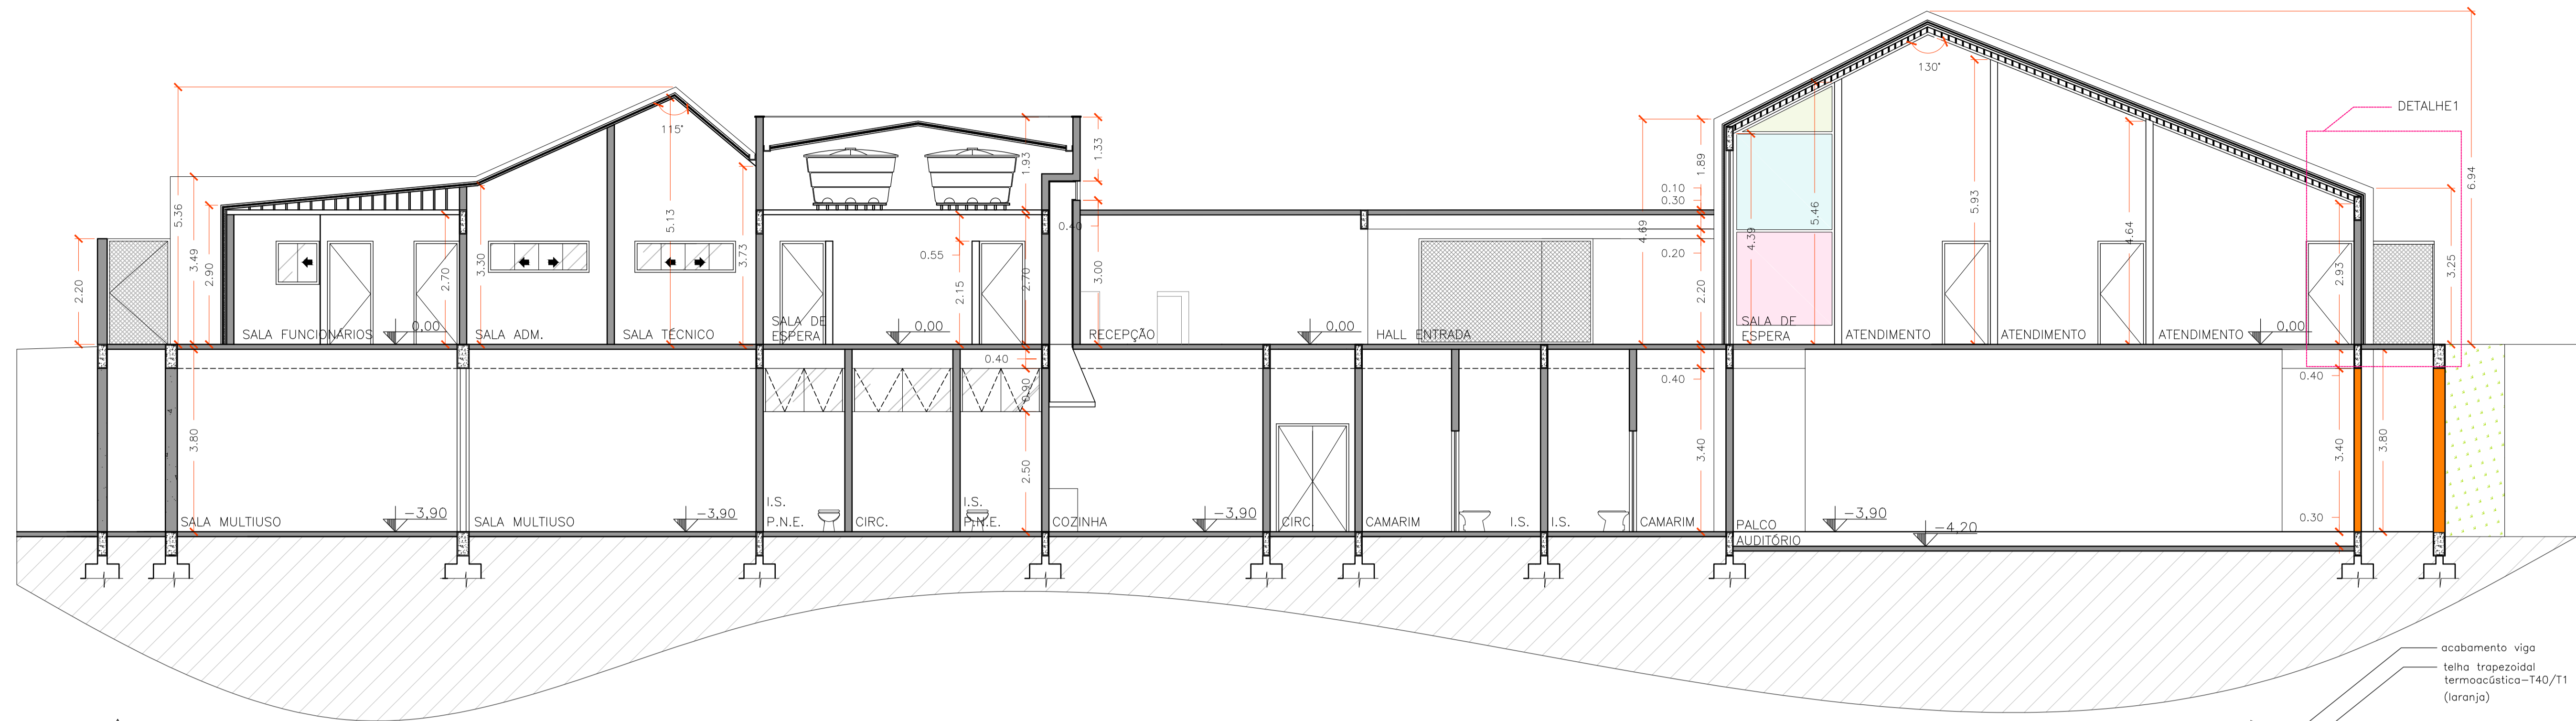 130°
DETALHE1
115°
5.36
3.49
2.90
2.20
2.70
3.30
5.13
3.73
1.93
1.33
0.55
2.15
2.70
0.40
3.00
4.69
1.89
0.10
0.30
0.20
2.20
4.39
5.46
5.93
4.64
2.93
3.25
6.94
SALA FUNCIONÁRIOS
0,00
SALA ADM.
SALA TÉCNICO
SALA DE
ESPERA
0,00
RECEPÇÃO
0,00
HALL ENTRADA
SALA DE
ESPERA
ATENDIMENTO
ATENDIMENTO
ATENDIMENTO
0,00
3.80
0.40
0.90
2.50
0.40
3.40
0.40
3.40
0.30
3.80
SALA MULTIUSO
-3,90
SALA MULTIUSO
-3,90
I.S.
P.N.E.
CIRC.
I.S.
P.N.E.
COZINHA
-3,90
CIRC.
CAMARIM
I.S.
I.S.
CAMARIM
PALCO
-3,90
AUDITÓRIO
-4,20
acabamento viga
telha trapezoidal
termoacústica-T40/T1
(laranja)